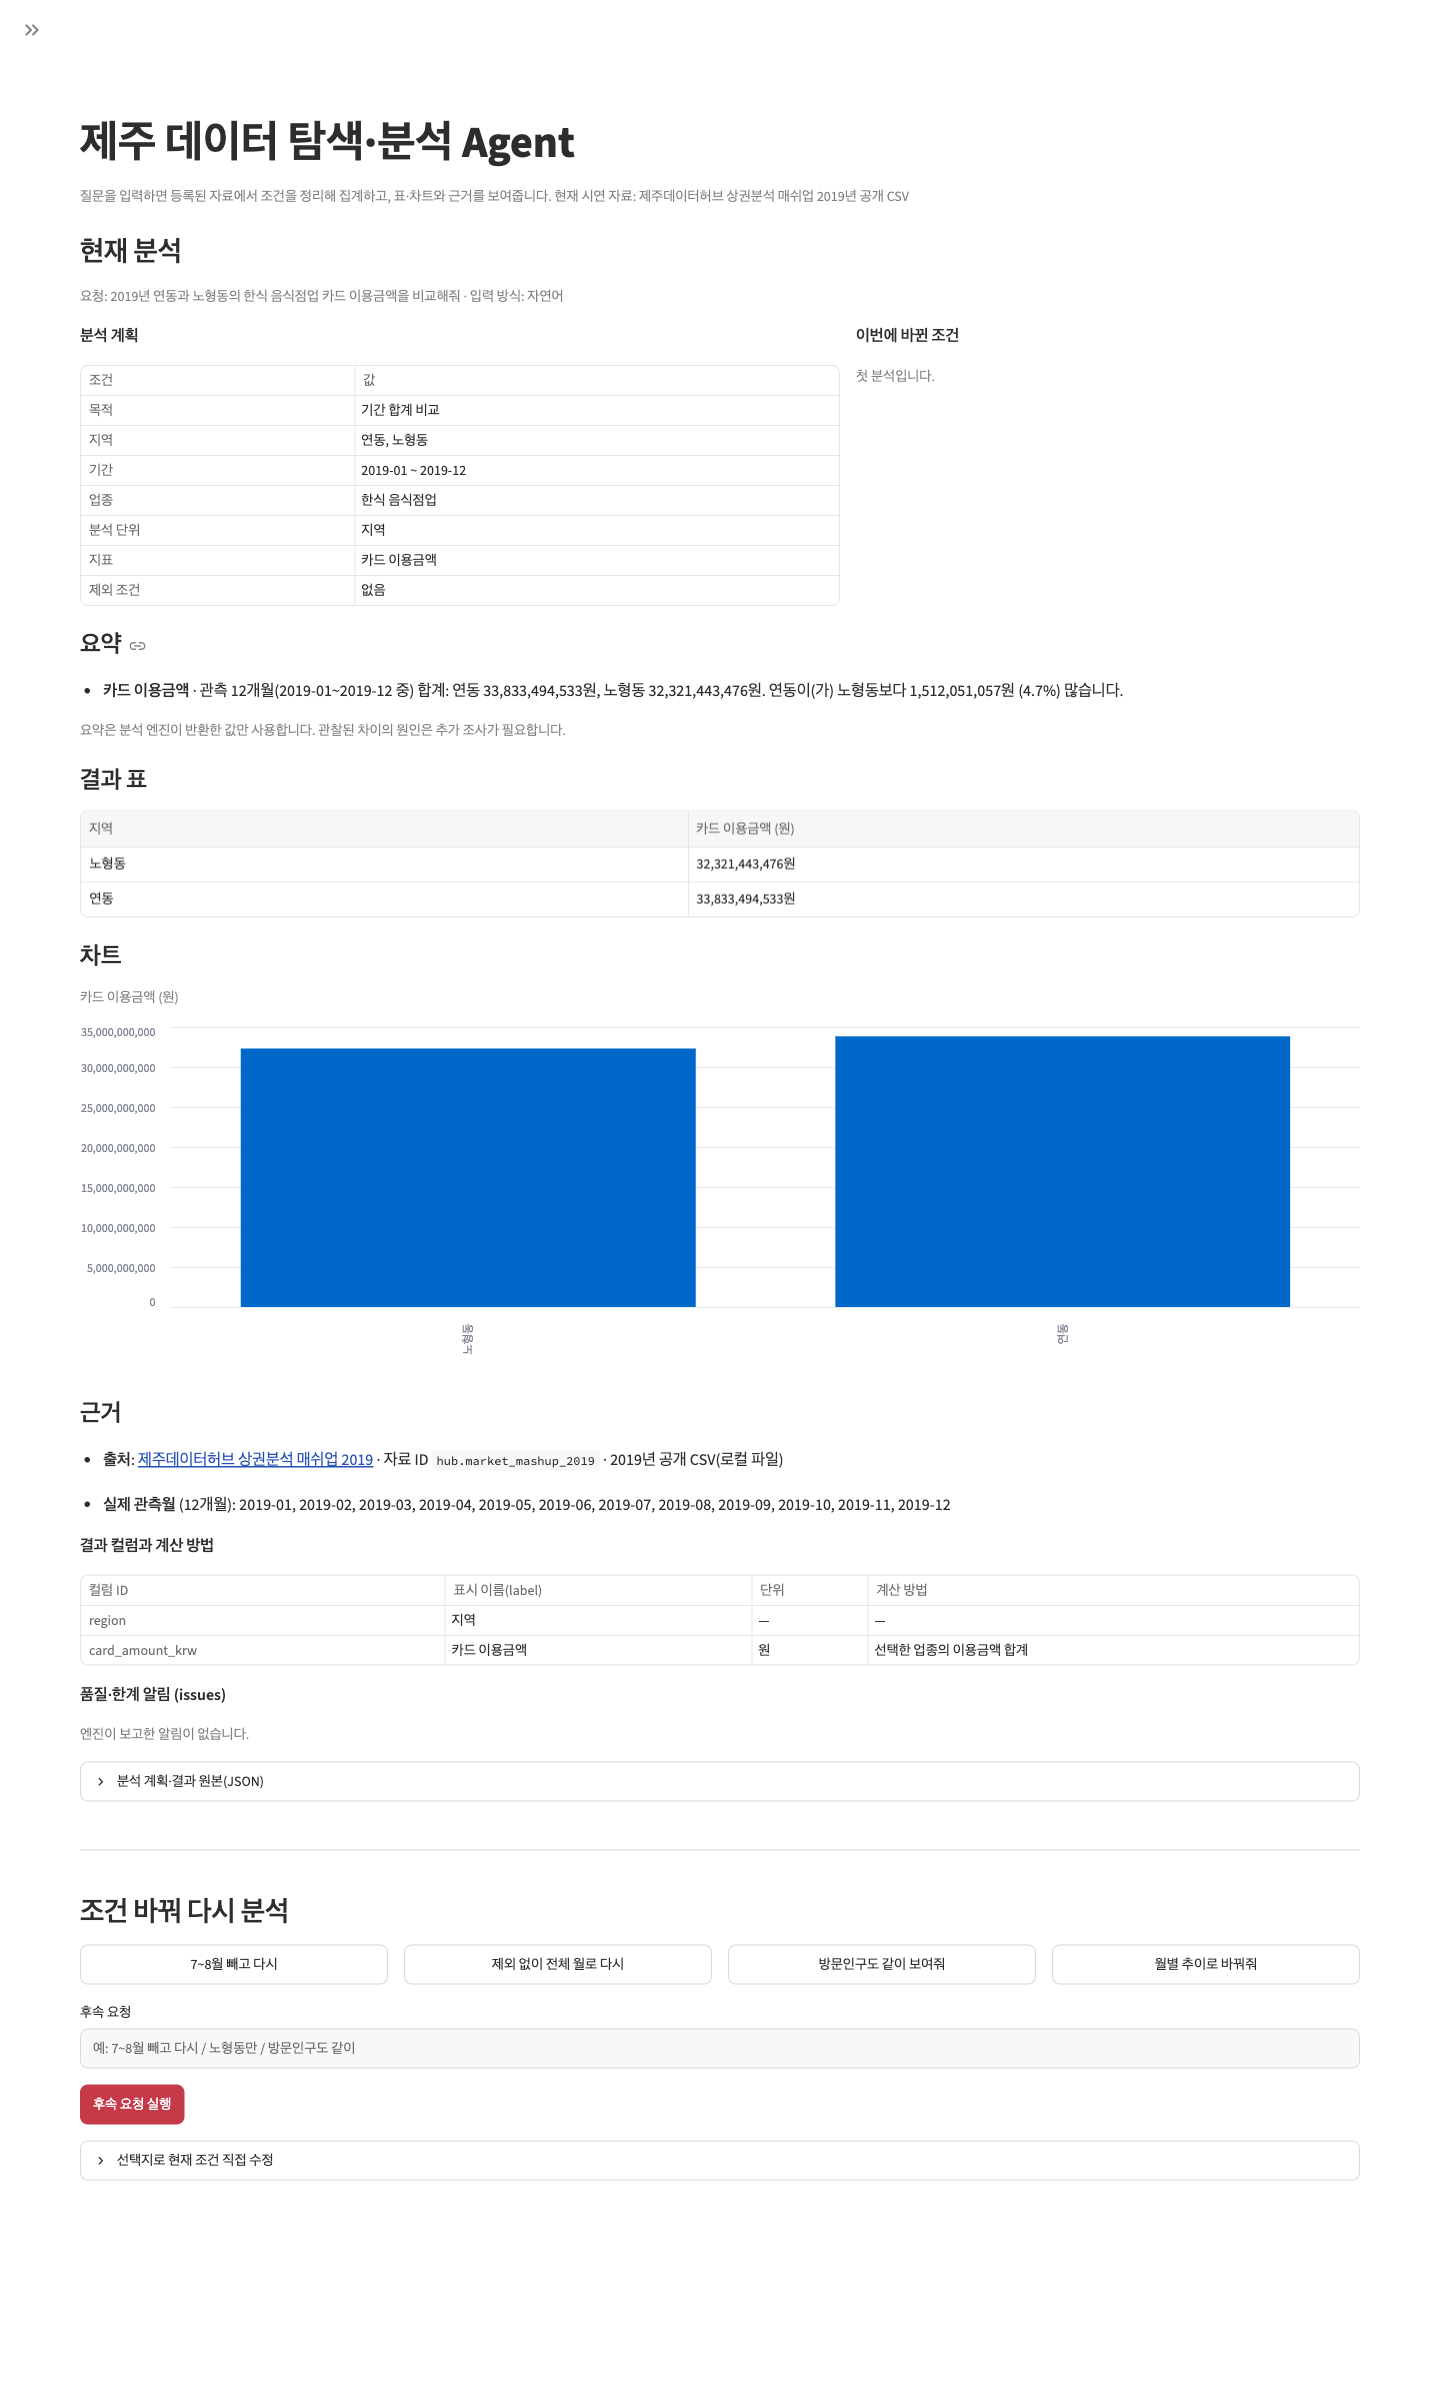 제주 데이터 탐색·분석 Agent
질문을 입력하면 등록된 자료에서 조건을 정리해 집계하고, 표·차트와 근거를 보여줍니다. 현재 시연 자료: 제주데이터허브 상권분석 매쉬업 2019년 공개 CSV
현재 분석
요청: 2019년 연동과 노형동의 한식 음식점업 카드 이용금액을 비교해줘 · 입력 방식: 자연어
분석 계획
조건 값
목적 기간 합계 비교
지역 연동, 노형동
기간 2019-01 ~ 2019-12
업종 한식 음식점업
분석 단위 지역
지표 카드 이용금액
제외 조건 없음
이번에 바뀐 조건
첫 분석입니다.
요약
• 카드 이용금액 · 관측 12개월(2019-01~2019-12 중) 합계: 연동 33,833,494,533원, 노형동 32,321,443,476원. 연동이(가) 노형동보다 1,512,051,057원 (4.7%) 많습니다.
요약은 분석 엔진이 반환한 값만 사용합니다. 관찰된 차이의 원인은 추가 조사가 필요합니다.
결과 표
지역 카드 이용금액 (원)
노형동 32,321,443,476원
연동 33,833,494,533원
차트
카드 이용금액 (원)
35,000,000,000
30,000,000,000
25,000,000,000
20,000,000,000
15,000,000,000
10,000,000,000
5,000,000,000
0
노형동 연동
근거
• 출처: 제주데이터허브 상권분석 매쉬업 2019 · 자료 ID hub.market_mashup_2019 · 2019년 공개 CSV(로컬 파일)
• 실제 관측월 (12개월): 2019-01, 2019-02, 2019-03, 2019-04, 2019-05, 2019-06, 2019-07, 2019-08, 2019-09, 2019-10, 2019-11, 2019-12
결과 컬럼과 계산 방법
컬럼 ID 표시 이름(label) 단위 계산 방법
region 지역 — —
card_amount_krw 카드 이용금액 원 선택한 업종의 이용금액 합계
품질·한계 알림 (issues)
엔진이 보고한 알림이 없습니다.
분석 계획·결과 원본(JSON)
조건 바꿔 다시 분석
7~8월 빼고 다시 제외 없이 전체 월로 다시 방문인구도 같이 보여줘 월별 추이로 바꿔줘
후속 요청
예: 7~8월 빼고 다시 / 노형동만 / 방문인구도 같이
후속 요청 실행
선택지로 현재 조건 직접 수정